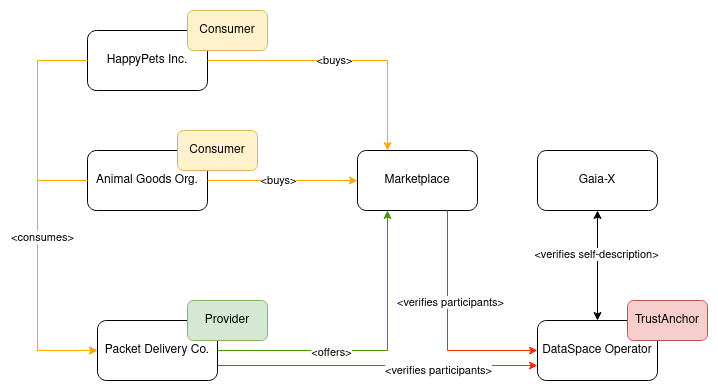 Consumer
HappyPets Inc.
<buys>
Consumer
Animal Goods Org.
<buys>
Marketplace
Gaia-X
<consumes>
<verifies self-description>
<verifies participants>
Provider
TrustAnchor
Packet Delivery Co.
<offers>
DataSpace Operator
<verifies participants>